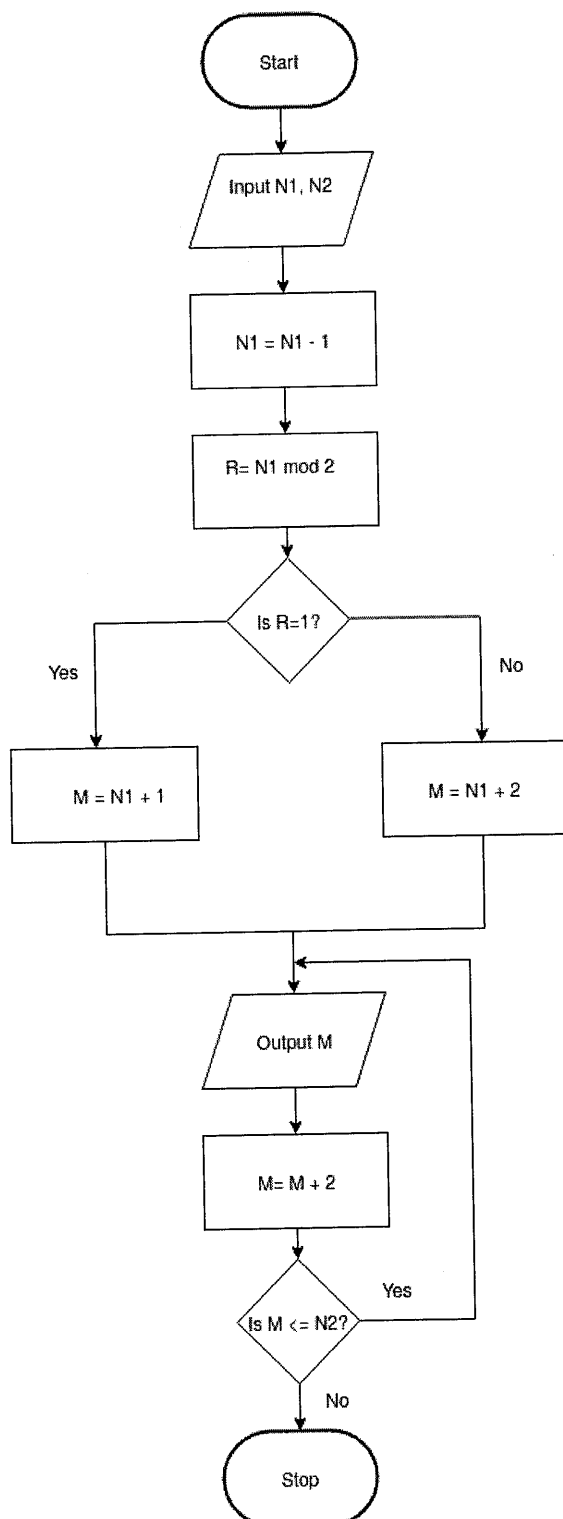 Start
Input N1, N2
N1 = N1 - 1
R= N1 mod 2
Is R=1?
Yes
No
M = N1 + 1
M = N1 + 2
Output M
M= M + 2
Is M <= N2?
Yes
No
Stop